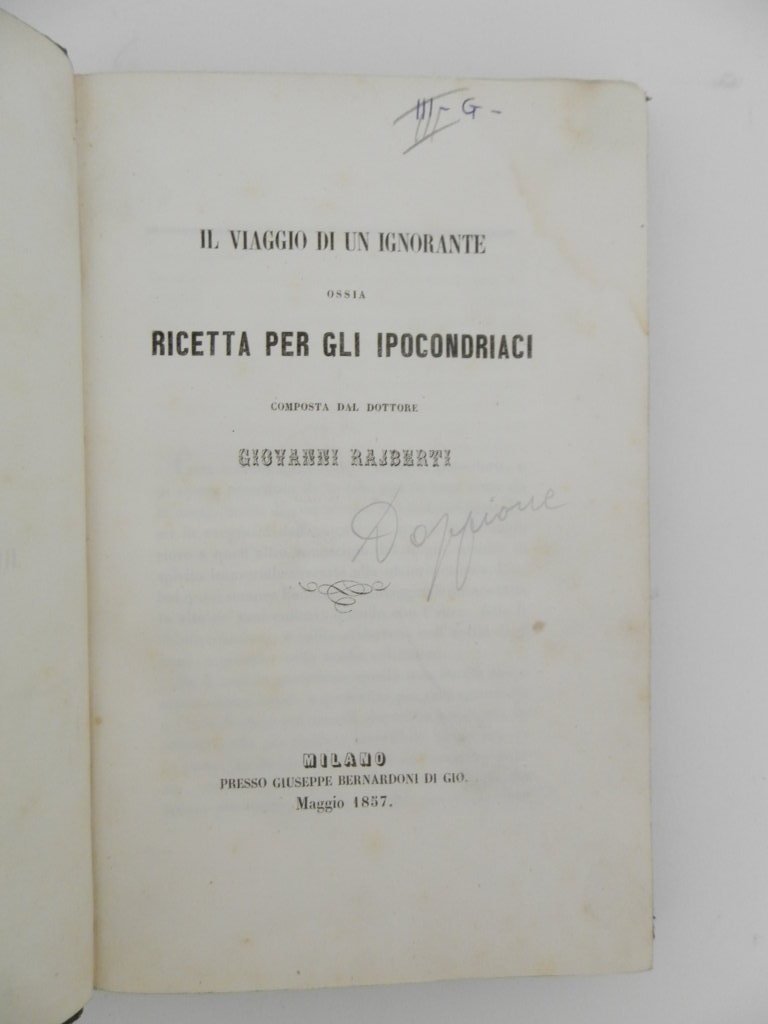 III - G -
IL VIAGGIO DI UN IGNORANTE
OSSIA
RICETTA PER GLI IPOCONDRIACI
COMPOSTA DAL DOTTORE
GIOVANNI RAJBERTI
Doppione
MILANO
PRESSO GIUSEPPE BERNARDONI DI GIO.
Maggio 1857.